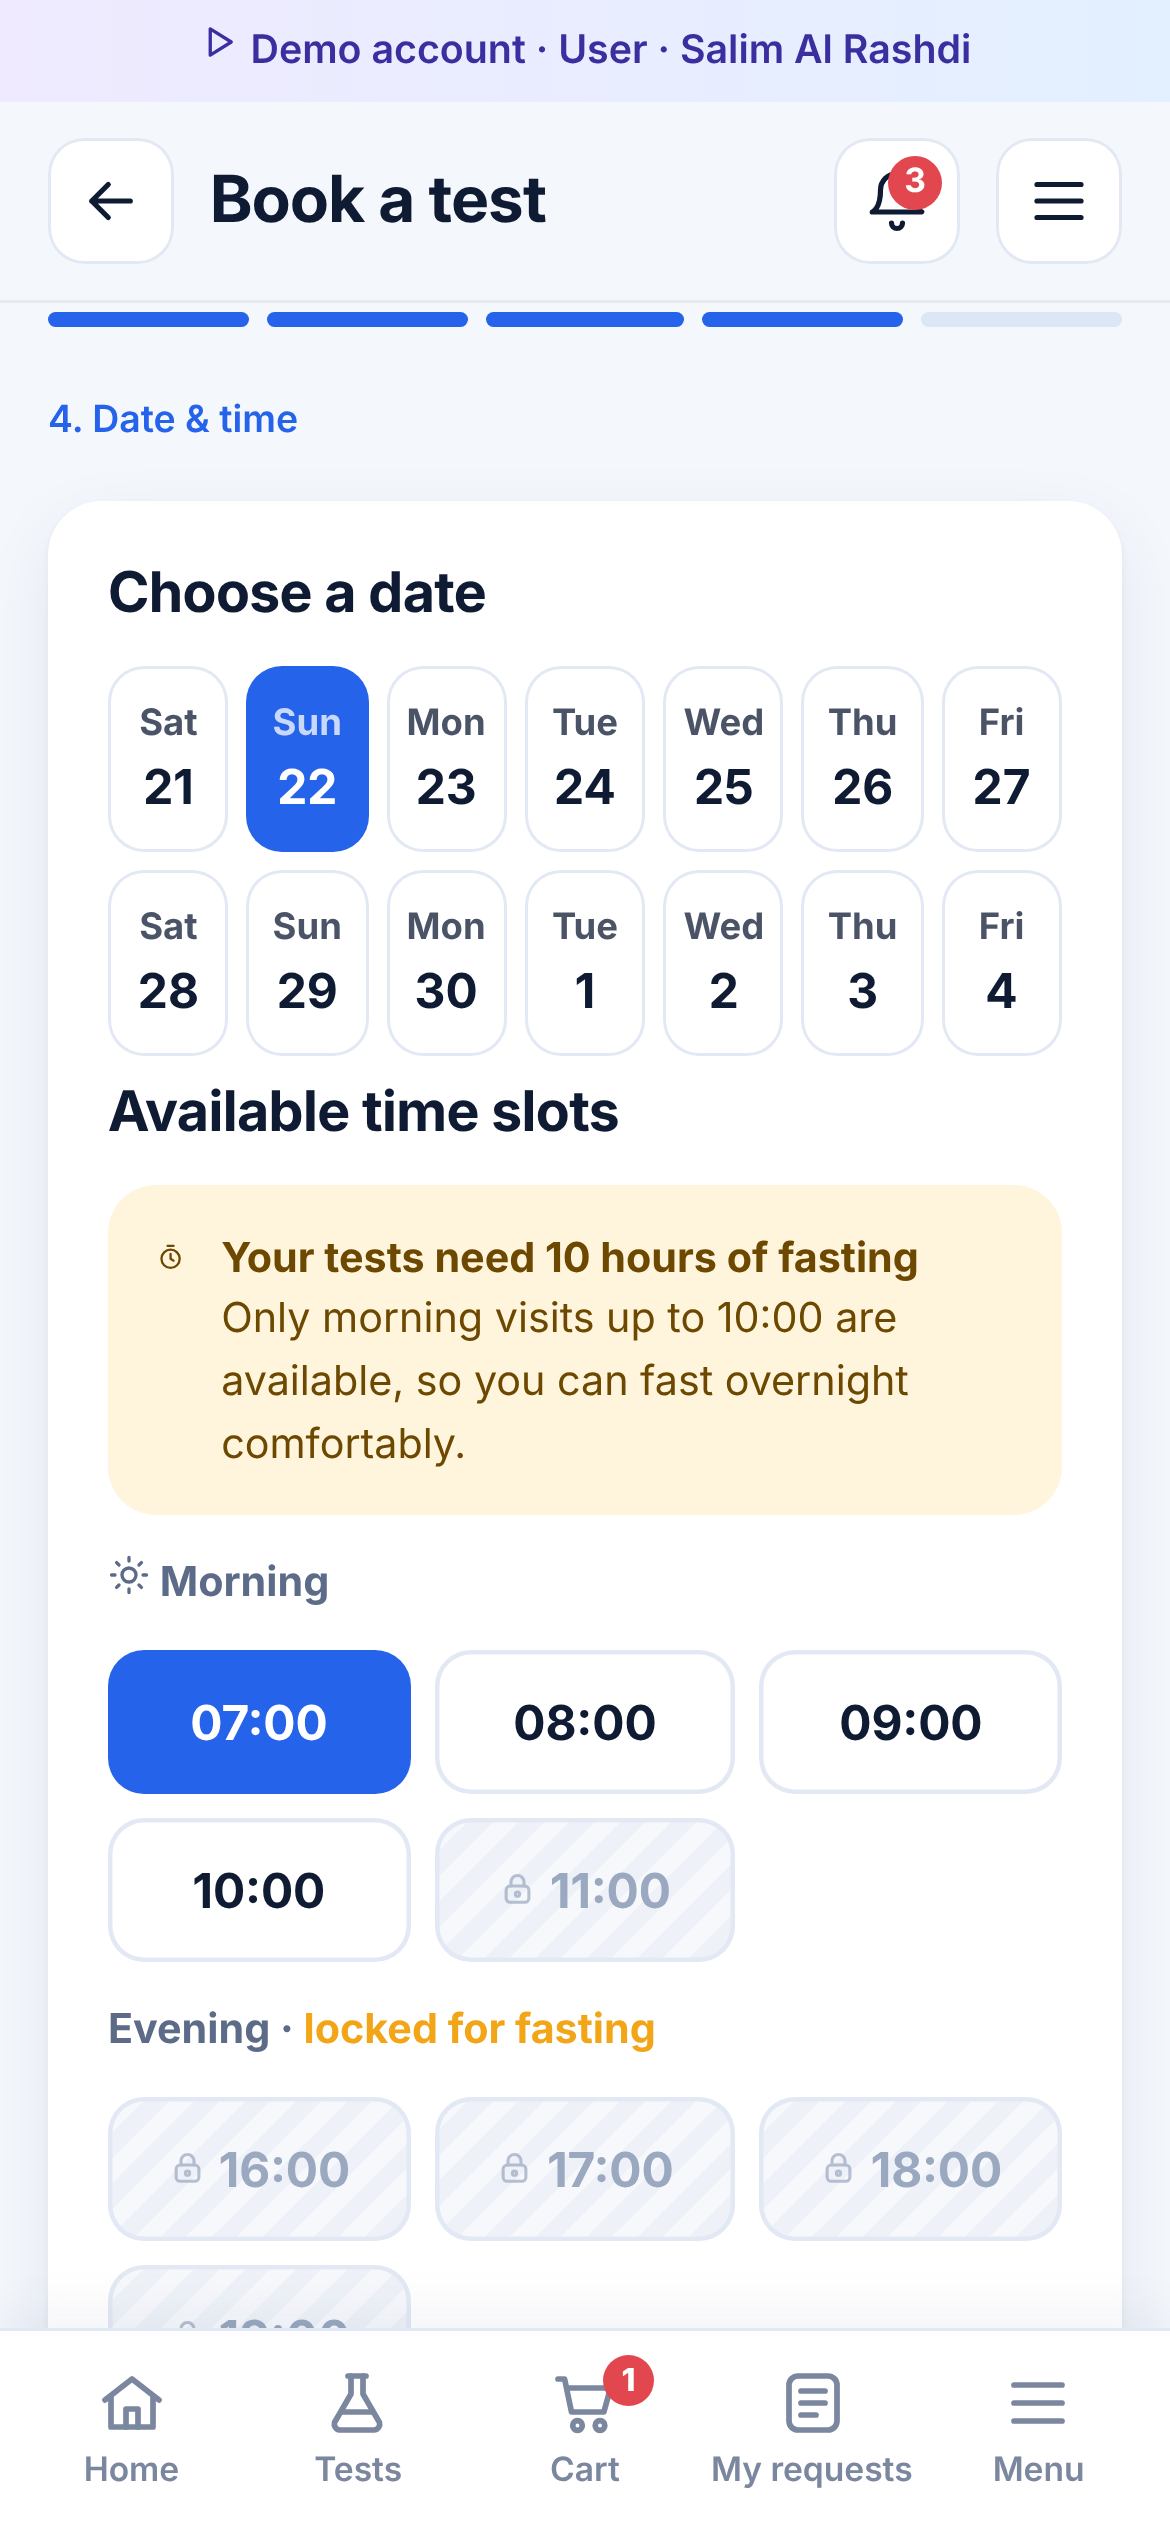 Demo account · User · Salim Al Rashdi
Book a test
3
4. Date & time
Choose a date
Sat Sun Mon Tue Wed Thu Fri
21 22 23 24 25 26 27
Sat Sun Mon Tue Wed Thu Fri
28 29 30 1 2 3 4
Available time slots
Your tests need 10 hours of fasting
Only morning visits up to 10:00 are
available, so you can fast overnight
comfortably.
Morning
07:00 08:00 09:00
10:00 11:00
Evening · locked for fasting
16:00 17:00 18:00
1
Home Tests Cart My requests Menu